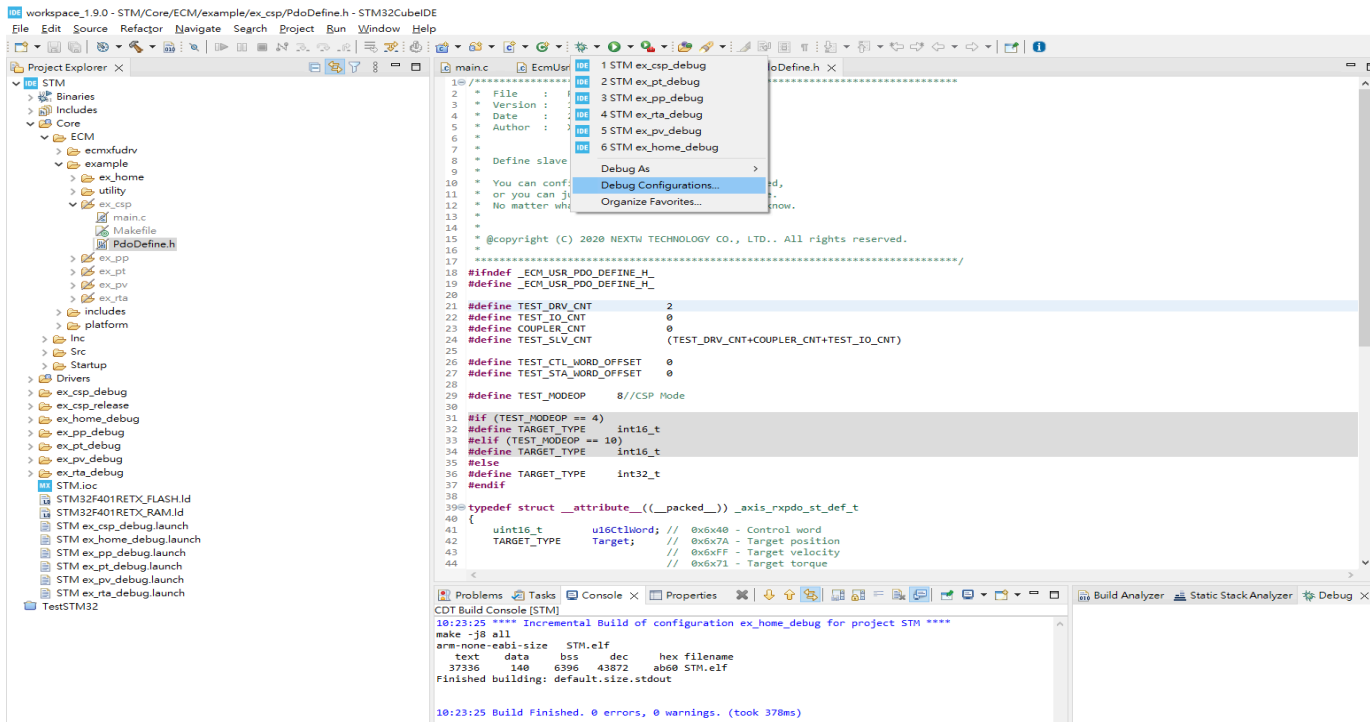 workspace_1.9.0 - STM/Core/ECM/example/ex_csp/PdoDefine.h - STM32CubeIDE
File Edit Source Refactor Navigate Search Project Run Window Help
Project Explorer
STM
Binaries
Includes
Core
ECM
ecmxfudrv
example
ex_home
utility
ex_csp
main.c
Makefile
PdoDefine.h
ex_pp
ex_pt
ex_pv
ex_rta
includes
platform
Inc
Src
Startup
Drivers
ex_csp_debug
ex_csp_release
ex_home_debug
ex_pp_debug
ex_pt_debug
ex_pv_debug
ex_rta_debug
STM.ioc
STM32F401RETX_FLASH.ld
STM32F401RETX_RAM.ld
STM ex_csp_debug.launch
STM ex_home_debug.launch
STM ex_pp_debug.launch
STM ex_pt_debug.launch
STM ex_pv_debug.launch
STM ex_rta_debug.launch
TestSTM32
main.c EcmUsr oDefine.h
1 STM ex_csp_debug
2 STM ex_pt_debug
3 STM ex_pp_debug
4 STM ex_rta_debug
5 STM ex_pv_debug
6 STM ex_home_debug
Debug As
Debug Configurations...
Organize Favorites...
1 /******************************************************************************
2 * File :
3 * Version :
4 * Date :
5 * Author :
6 *
7 *
8 * Define slave
9 *
10 * You can conf ed,
11 * or you can ju e.
12 * No matter wha know.
13 *
14 *
15 * @copyright (C) 2020 NEXTW TECHNOLOGY CO., LTD.. All rights reserved.
16 *
17 ******************************************************************************/
18 #ifndef _ECM_USR_PDO_DEFINE_H_
19 #define _ECM_USR_PDO_DEFINE_H_
20
21 #define TEST_DRV_CNT 2
22 #define TEST_IO_CNT 0
23 #define COUPLER_CNT 0
24 #define TEST_SLV_CNT (TEST_DRV_CNT+COUPLER_CNT+TEST_IO_CNT)
25
26 #define TEST_CTL_WORD_OFFSET 0
27 #define TEST_STA_WORD_OFFSET 0
28
29 #define TEST_MODEOP 8//CSP Mode
30
31 #if (TEST_MODEOP == 4)
32 #define TARGET_TYPE int16_t
33 #elif (TEST_MODEOP == 10)
34 #define TARGET_TYPE int16_t
35 #else
36 #define TARGET_TYPE int32_t
37 #endif
38
39 typedef struct __attribute__((__packed__)) _axis_rxpdo_st_def_t
40 {
41 uint16_t u16CtlWord; // 0x6x40 - Control word
42 TARGET_TYPE Target; // 0x6x7A - Target position
43 // 0x6xFF - Target velocity
44 // 0x6x71 - Target torque
Problems Tasks Console Properties
CDT Build Console [STM]
10:23:25 **** Incremental Build of configuration ex_home_debug for project STM ****
make -j8 all
arm-none-eabi-size STM.elf
text data bss dec hex filename
37336 140 6396 43872 ab60 STM.elf
Finished building: default.size.stdout
10:23:25 Build Finished. 0 errors, 0 warnings. (took 378ms)
Build Analyzer Static Stack Analyzer Debug